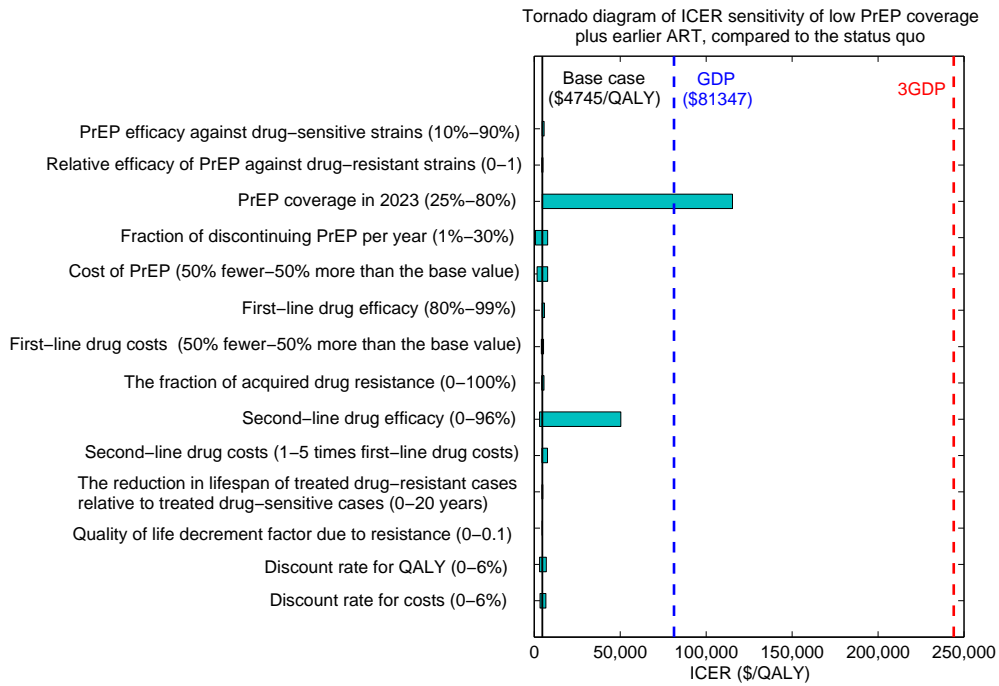 Tornado diagram of ICER sensitivity of low PrEP coverage
plus earlier ART, compared to the status quo
Base case
($4745/QALY)
GDP
($81347)
3GDP
PrEP efficacy against drug−sensitive strains (10%−90%)
Relative efficacy of PrEP against drug−resistant strains (0−1)
PrEP coverage in 2023 (25%−80%)
Fraction of discontinuing PrEP per year (1%−30%)
Cost of PrEP (50% fewer−50% more than the base value)
First−line drug efficacy (80%−99%)
First−line drug costs  (50% fewer−50% more than the base value)
The fraction of acquired drug resistance (0−100%)
Second−line drug efficacy (0−96%)
Second−line drug costs (1−5 times first−line drug costs)
The reduction in lifespan of treated drug−resistant cases
relative to treated drug−sensitive cases (0−20 years)
Quality of life decrement factor due to resistance (0−0.1)
Discount rate for QALY (0−6%)
Discount rate for costs (0−6%)
0 50,000 100,000 150,000 200,000 250,000
ICER ($/QALY)